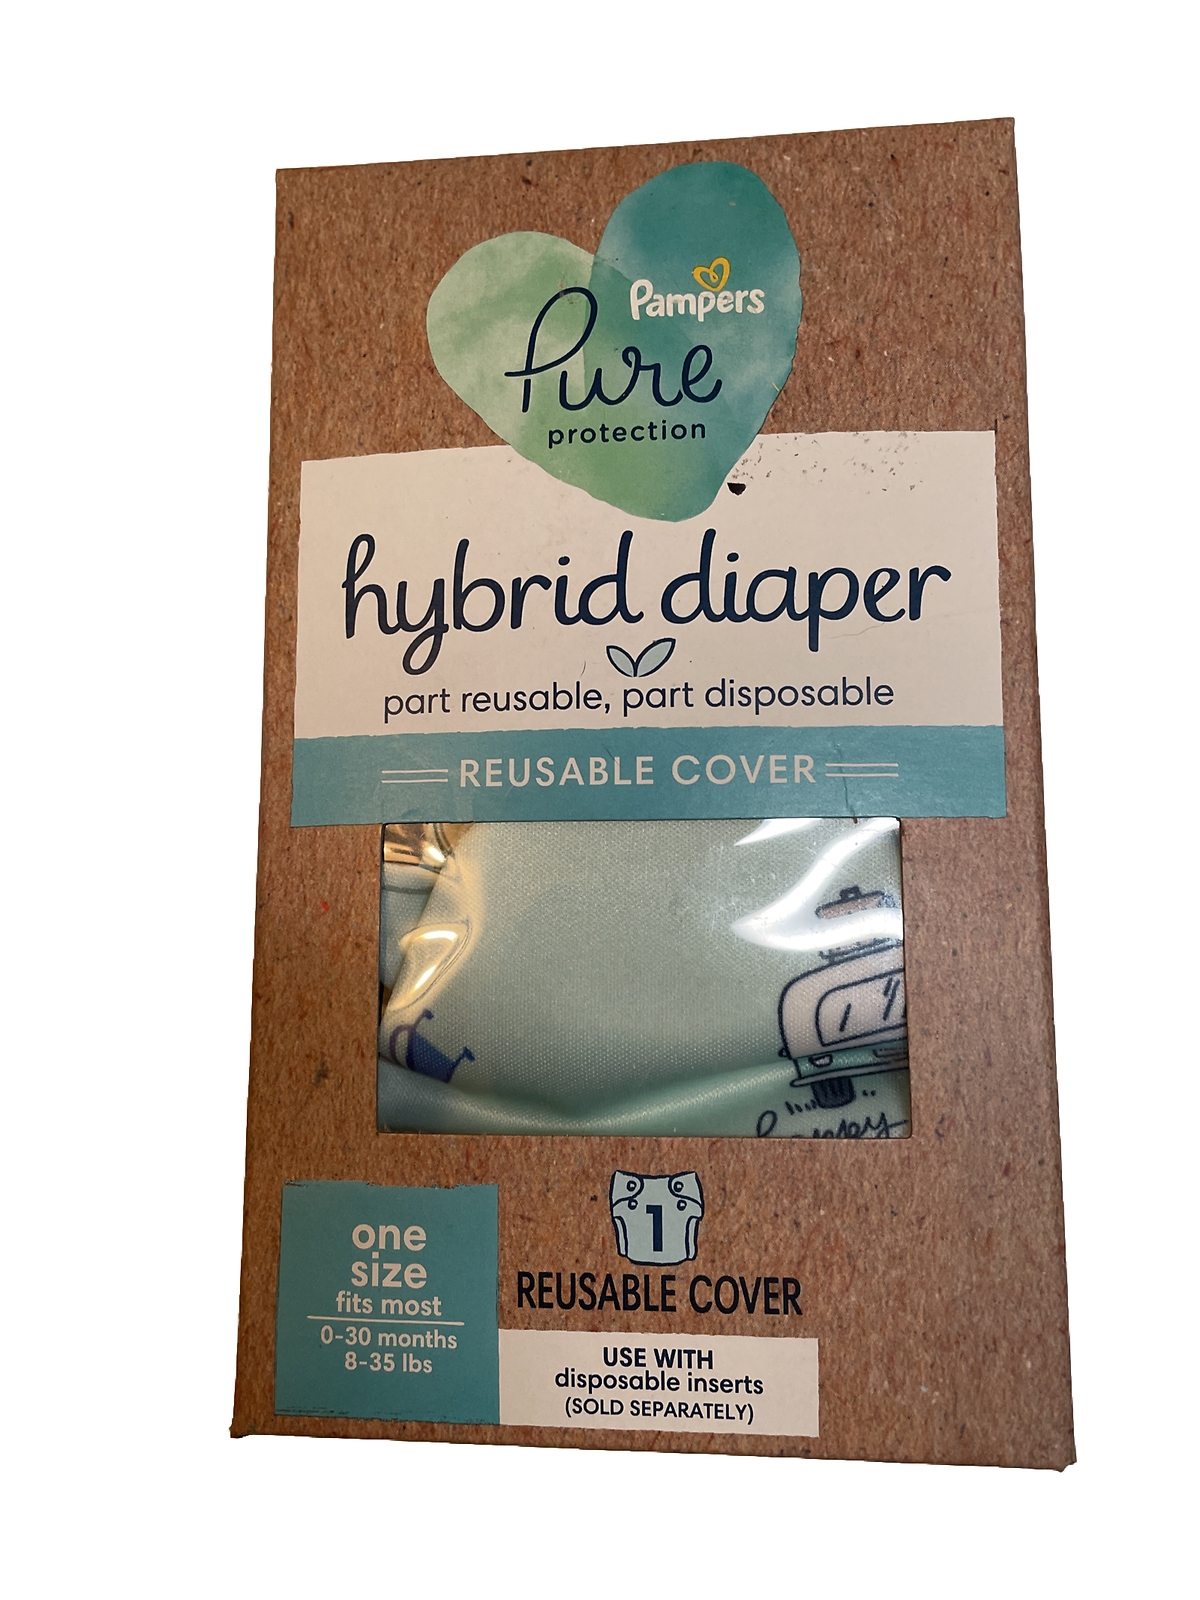 Pampers
Pure
protection
hybrid diaper
part reusable, part disposable
REUSABLE COVER
one
size
fits most
0-30 months
8-35 lbs
1
REUSABLE COVER
USE WITH
disposable inserts
(SOLD SEPARATELY)